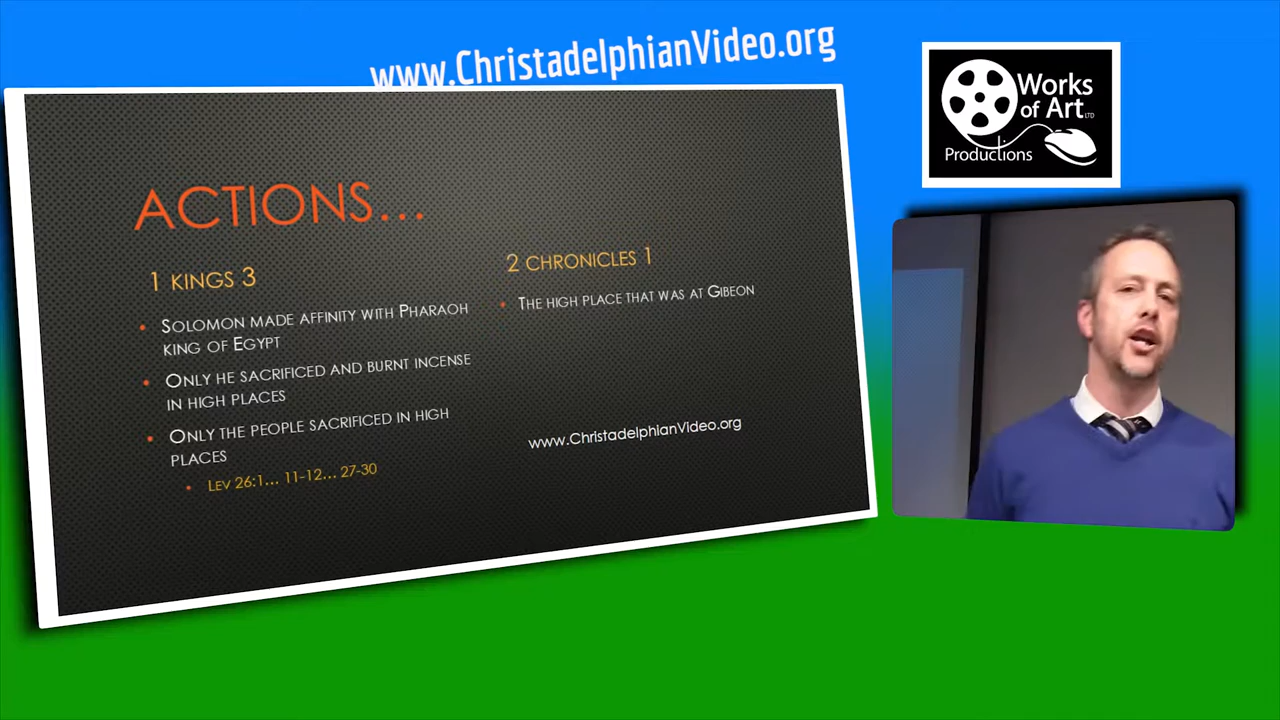 www.ChristadelphianVideo.org
Works
of Art LTD
Productions
ACTIONS...
1 KINGS 3
• SOLOMON MADE AFFINITY WITH PHARAOH
KING OF EGYPT
• ONLY HE SACRIFICED AND BURNT INCENSE
IN HIGH PLACES
• ONLY THE PEOPLE SACRIFICED IN HIGH
PLACES
• LEV 26:1... 11-12... 27-30
2 CHRONICLES 1
• THE HIGH PLACE THAT WAS AT GIBEON
www.ChristadelphianVideo.org